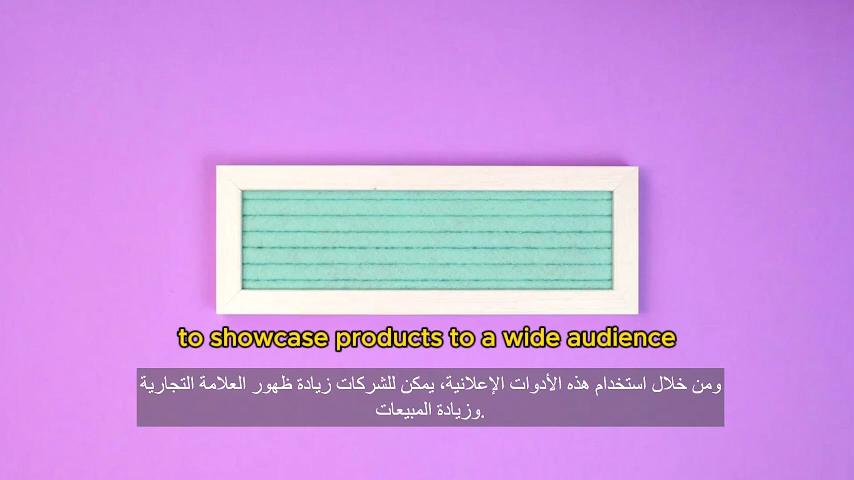 to showcase products to a wide audience
ومن خلال استخدام هذه الأدوات الإعلانية، يمكن للشركات زيادة ظهور العلامة التجارية
وزيادة المبيعات.